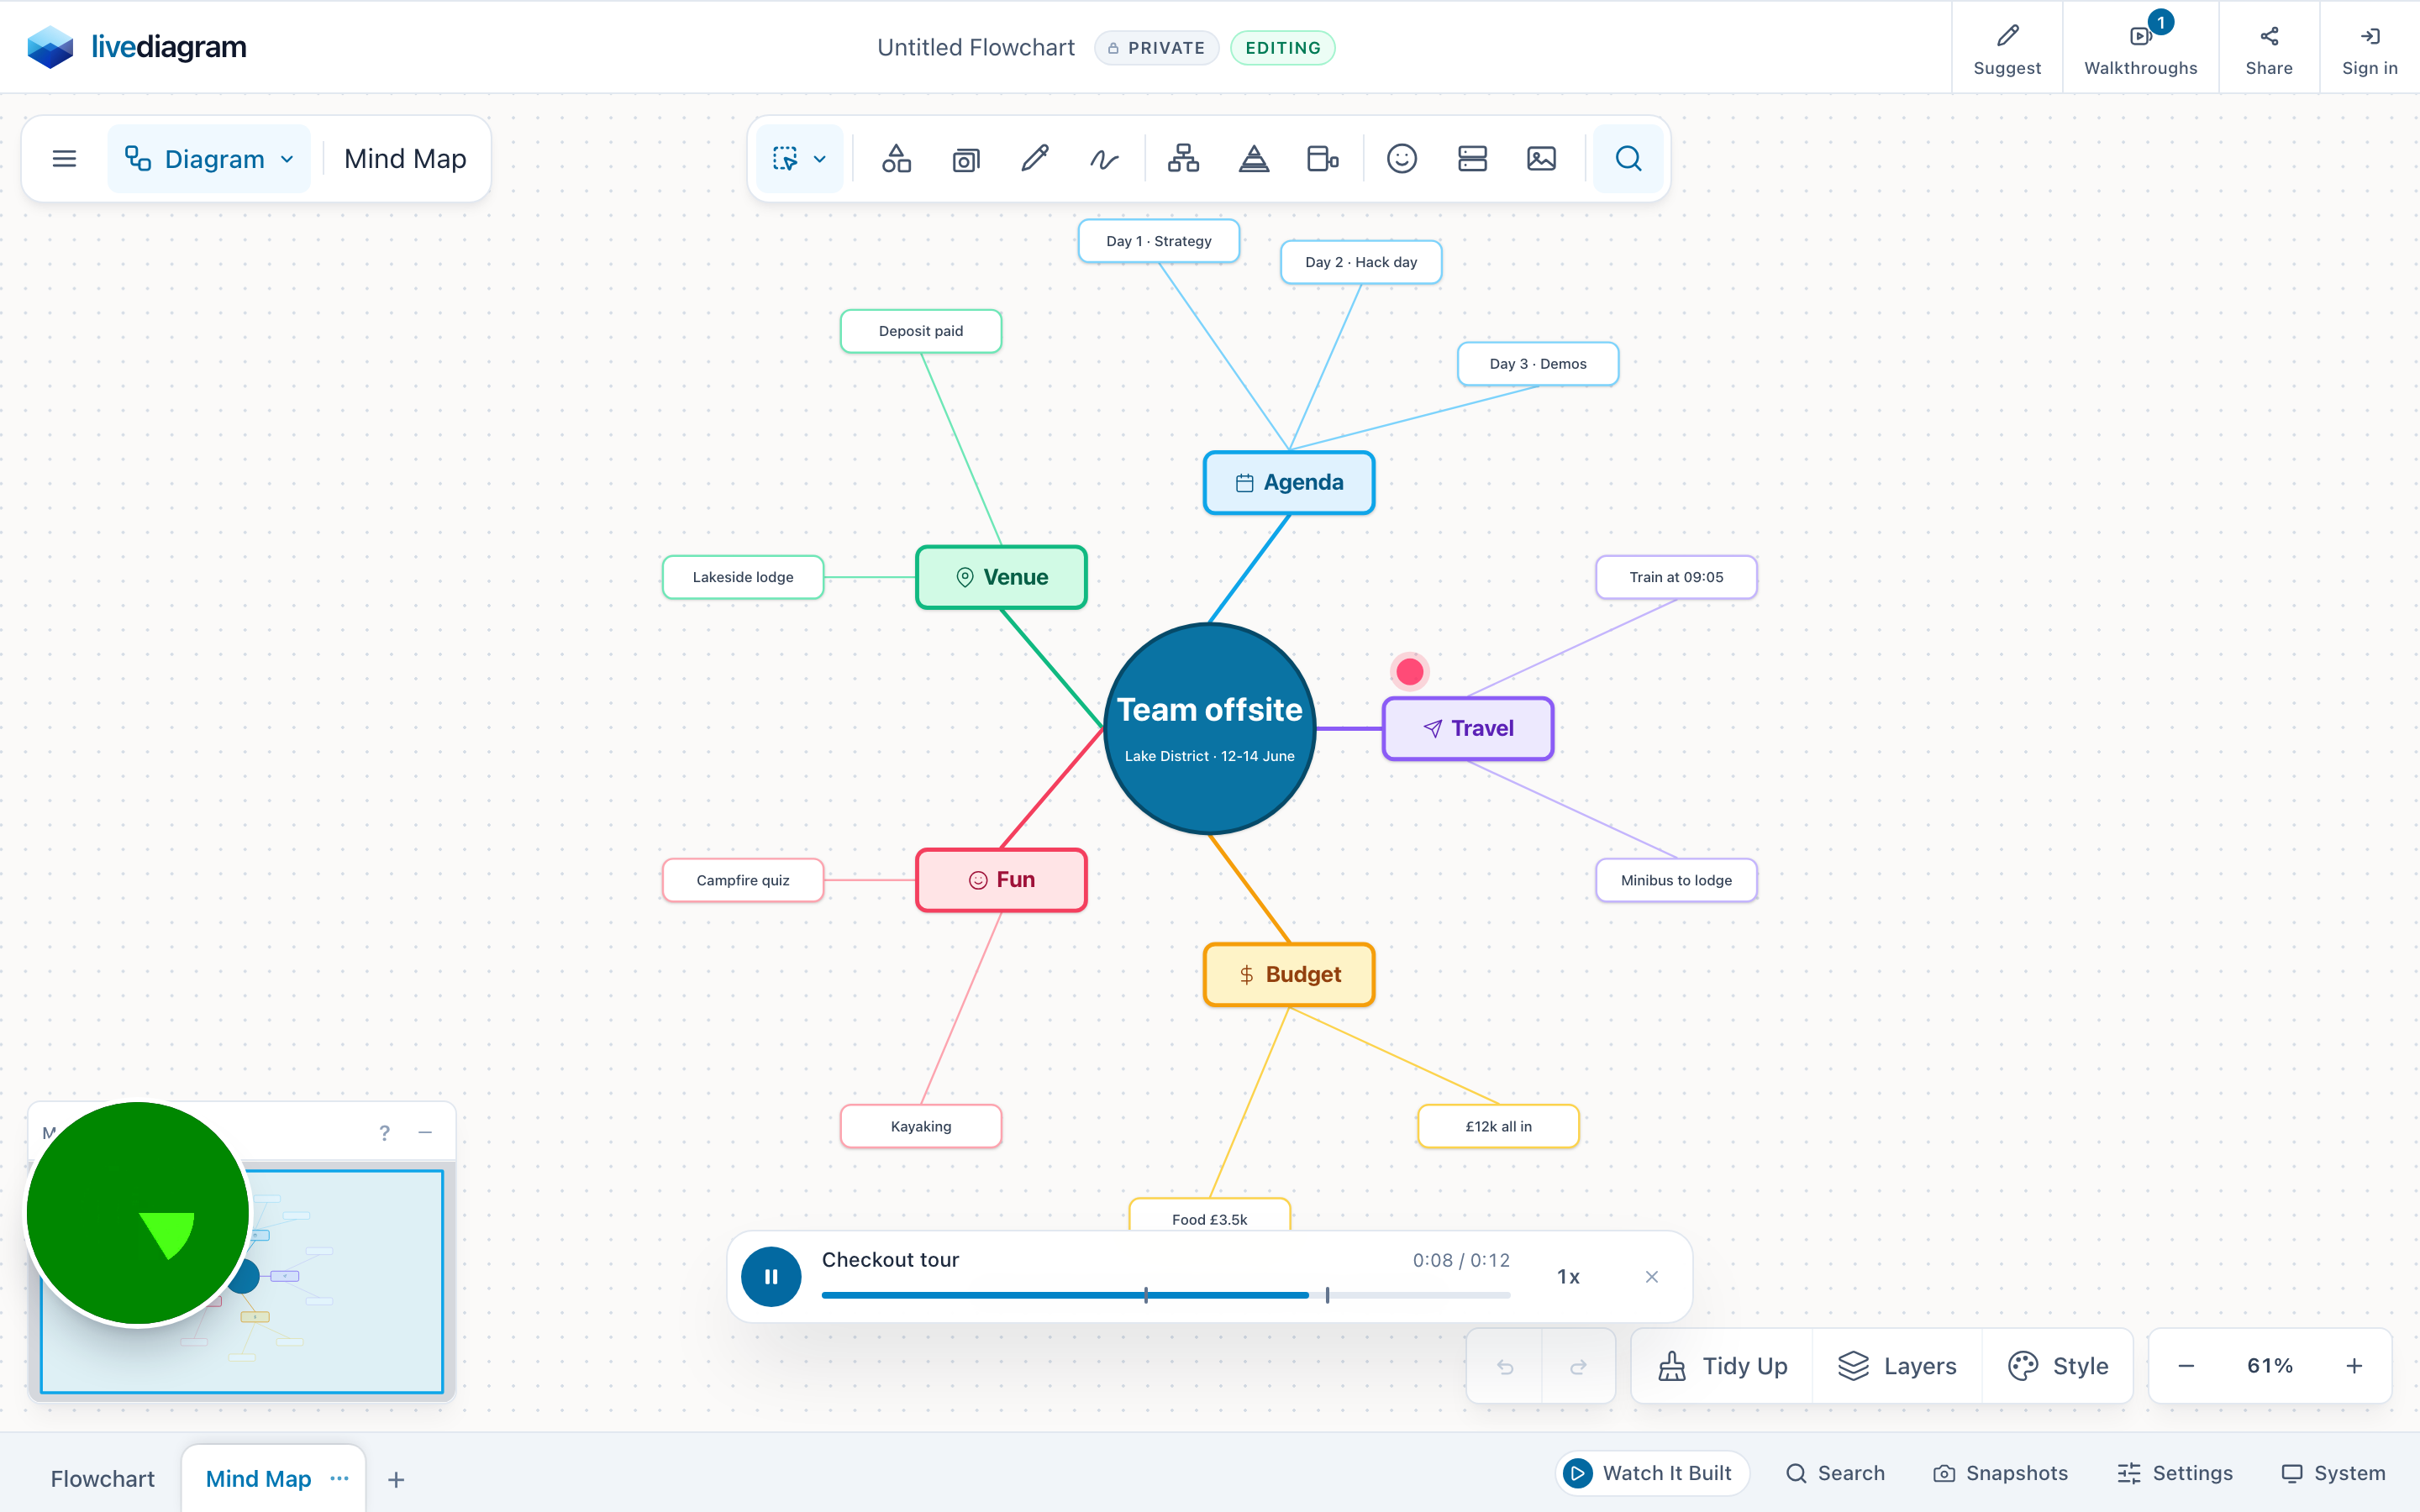 livediagram
Untitled Flowchart
PRIVATE
EDITING
Suggest
1
Walkthroughs
Share
Sign in
Diagram
Mind Map
Day 1 · Strategy
Day 2 · Hack day
Deposit paid
Day 3 · Demos
Agenda
Venue
Lakeside lodge
Train at 09:05
Team offsite
Lake District · 12-14 June
Travel
Campfire quiz
Fun
Minibus to lodge
Budget
Kayaking
£12k all in
Food £3.5k
?
Checkout tour
0:08 / 0:12
1x
Tidy Up
Layers
Style
61%
Flowchart
Mind Map
Watch It Built
Search
Snapshots
Settings
System